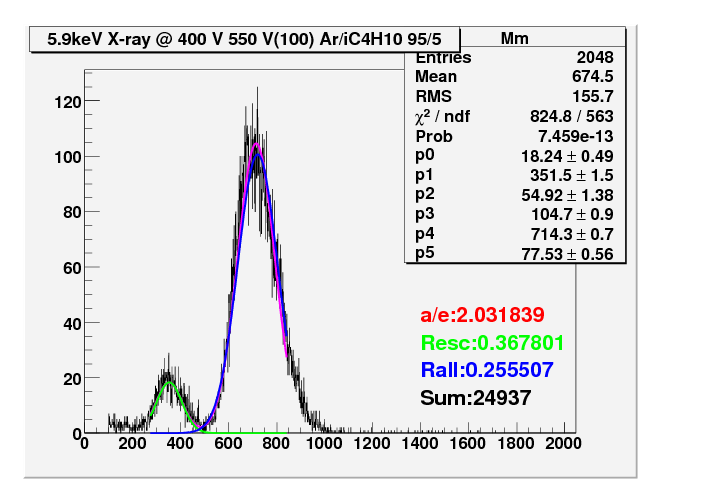 5.9keV X-ray @ 400 V 550 V(100) Ar/iC4H10 95/5
Mm
Entries 2048
Mean 674.5
RMS 155.7
χ² / ndf 824.8 / 563
Prob 7.459e-13
p0 18.24 ± 0.49
p1 351.5 ± 1.5
p2 54.92 ± 1.38
p3 104.7 ± 0.9
p4 714.3 ± 0.7
p5 77.53 ± 0.56
120
100
80
60
40
20
0
a/e:2.031839
Resc:0.367801
Rall:0.255507
Sum:24937
0 200 400 600 800 1000 1200 1400 1600 1800 2000